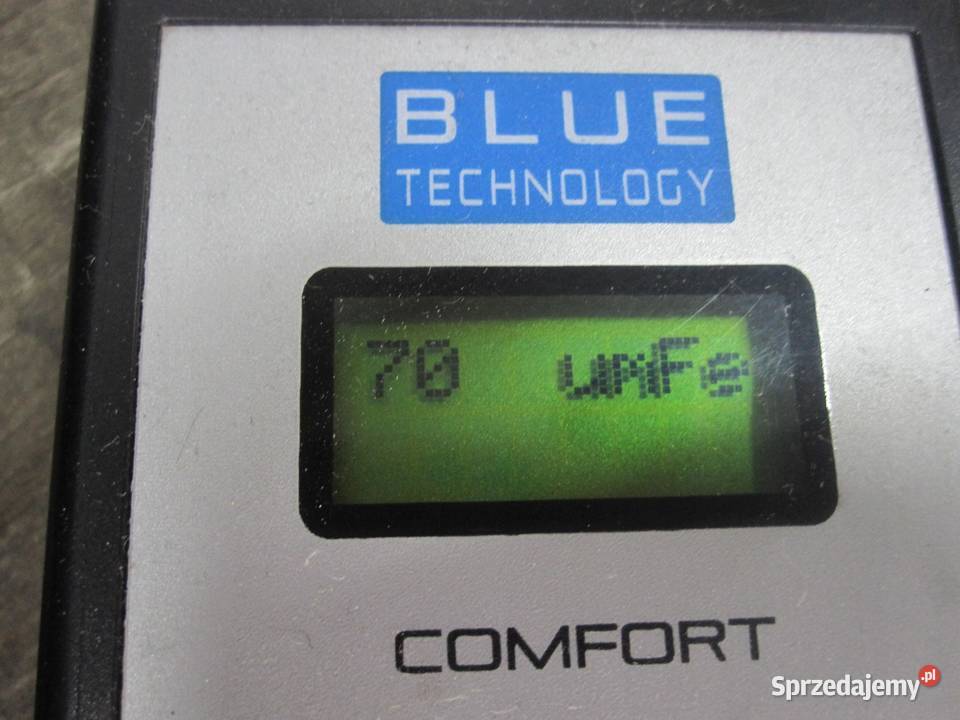 BLUE
TECHNOLOGY
70 umFe
COMFORT
Sprzedajemy.pl